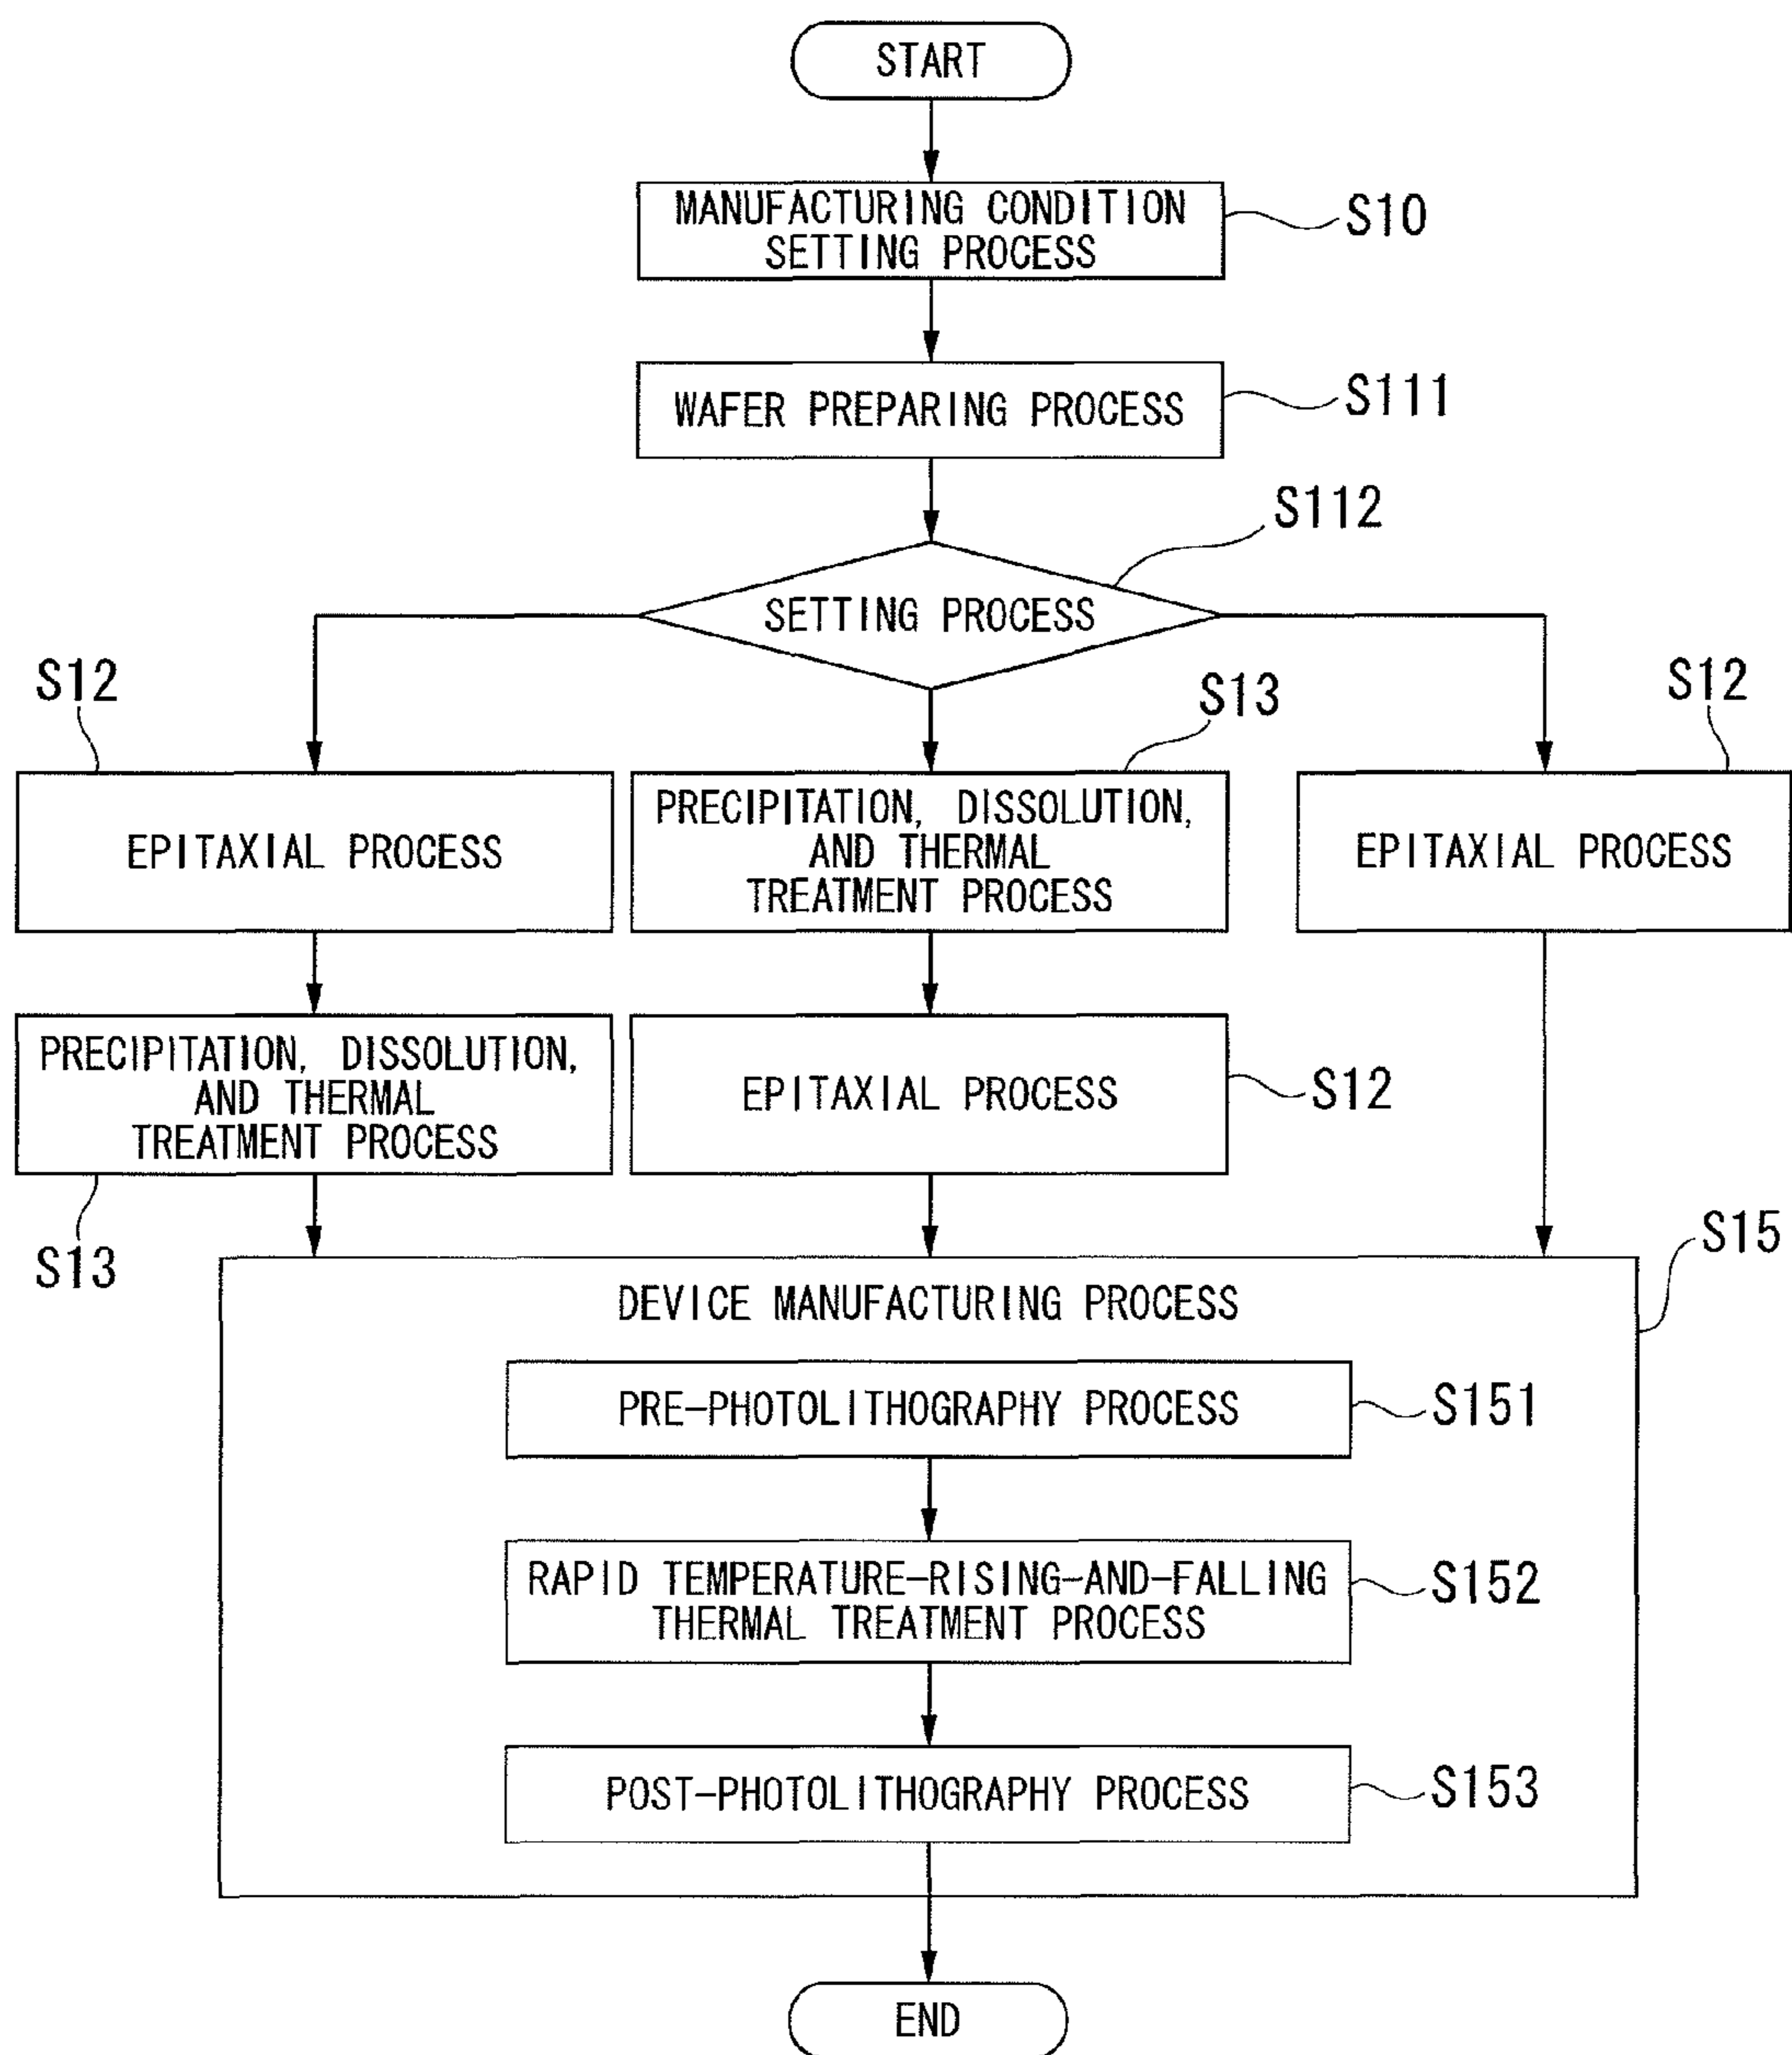 START
MANUFACTURING CONDITION
SETTING PROCESS
S10
WAFER PREPARING PROCESS
S111
S112
SETTING PROCESS
S12
S13
S12
EPITAXIAL PROCESS
PRECIPITATION, DISSOLUTION,
AND THERMAL
TREATMENT PROCESS
EPITAXIAL PROCESS
PRECIPITATION, DISSOLUTION,
AND THERMAL
TREATMENT PROCESS
EPITAXIAL PROCESS
S12
S13
S15
DEVICE MANUFACTURING PROCESS
PRE-PHOTOLITHOGRAPHY PROCESS
S151
RAPID TEMPERATURE-RISING-AND-FALLING
THERMAL TREATMENT PROCESS
S152
POST-PHOTOLITHOGRAPHY PROCESS
S153
END